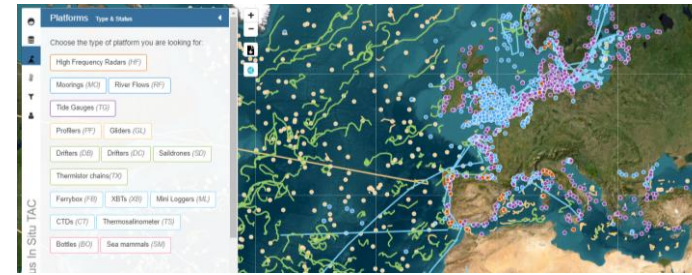 Platforms Type & Status
Choose the type of platform you are looking for:
High Frequency Radars (HF)
Moorings (MO) River Flows (RF)
Tide Gauges (TG)
Profilers (PF) Gliders (GL)
Drifters (DB) Drifters (DC) Saildrones (SD)
Thermistor chains(TX)
Ferrybox (FB) XBTs (XB) Mini Loggers (ML)
CTDs (CT) Thermosalinometer (TS)
Bottles (BO) Sea mammals (SM)
us In Situ TAC
+
−